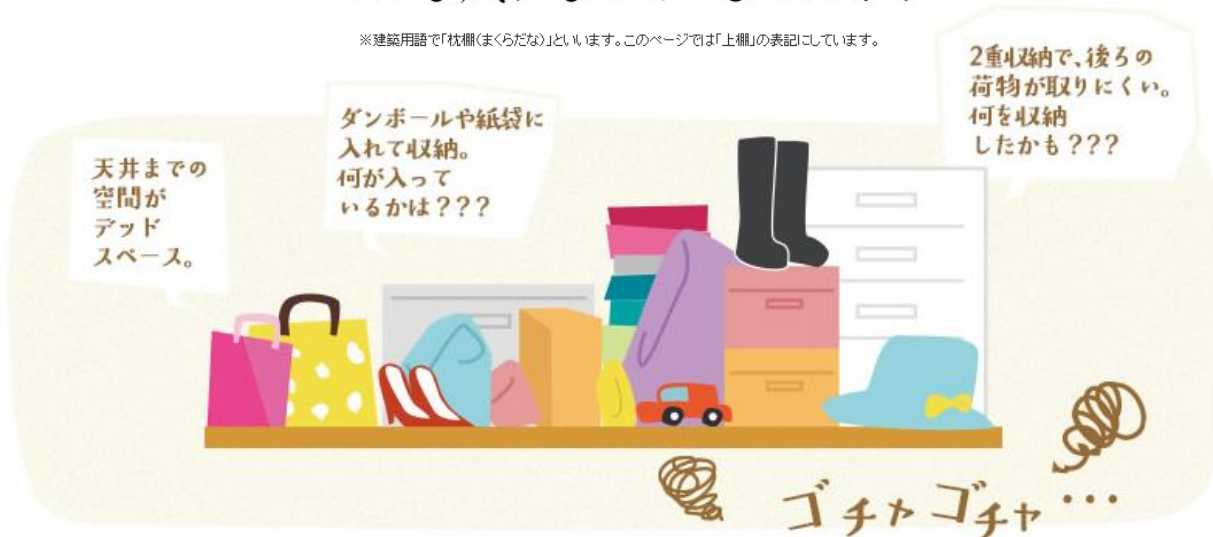 ※建築用語で「枕棚(まくらだな)」といいます。このページでは「上棚」の表記にしています。
2重収納で、後ろの
荷物が取りにくい。
何を収納
したかも???
ダンボールや紙袋に
入れて収納。
何が入って
いるかは???
天井までの
空間が
デッド
スペース。
ゴチャゴチャ・・・